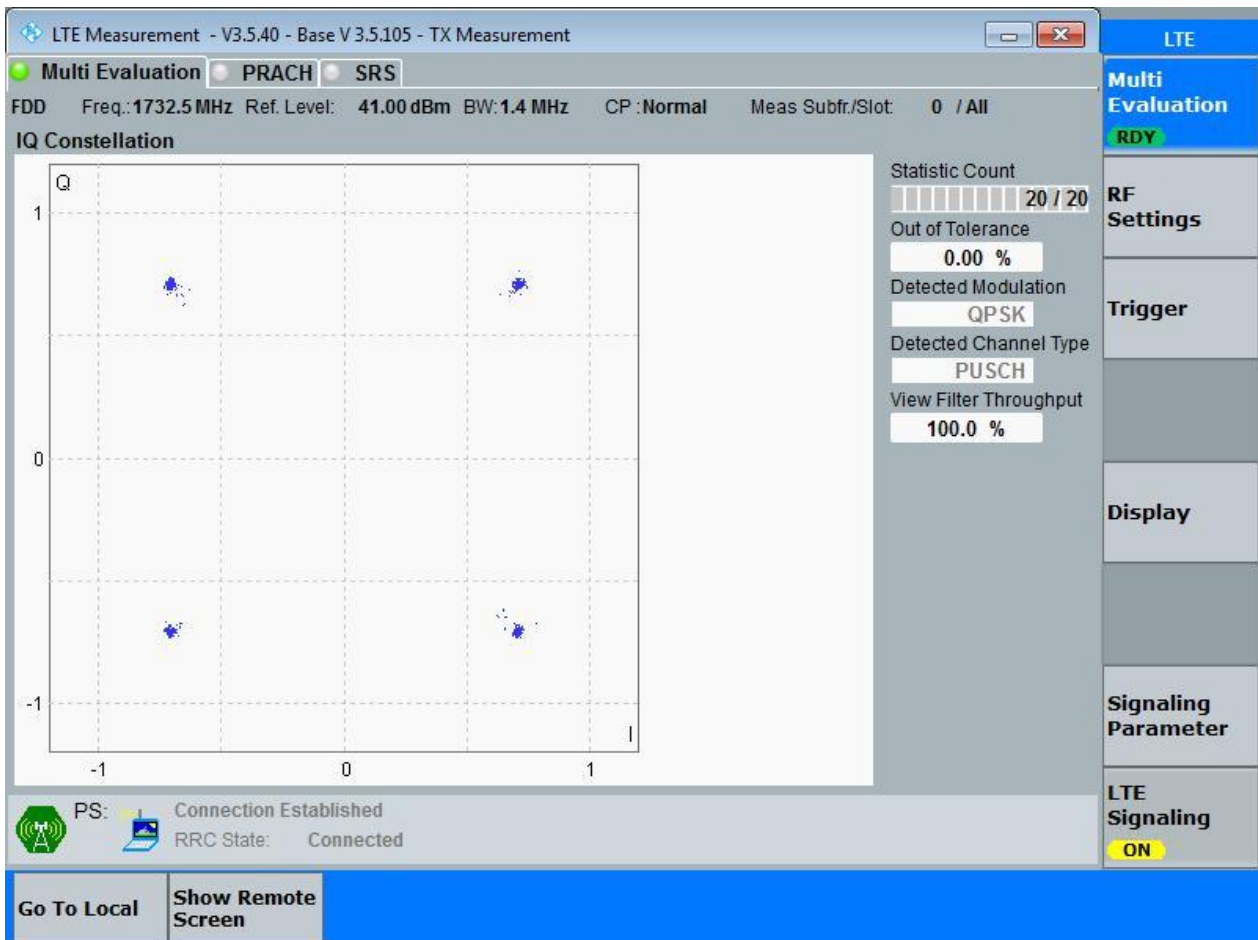 LTE Measurement - V3.5.40 - Base V 3.5.105 - TX Measurement
LTE
Multi Evaluation PRACH SRS
Multi
Evaluation
RDY
FDD Freq.: 1732.5 MHz Ref. Level: 41.00 dBm BW: 1.4 MHz CP : Normal Meas Subfr./Slot: 0 / All
IQ Constellation
Q
1
0
-1
I
-1 0 1
Statistic Count
20 / 20
Out of Tolerance
0.00 %
Detected Modulation
QPSK
Detected Channel Type
PUSCH
View Filter Throughput
100.0 %
RF
Settings
Trigger
Display
Signaling
Parameter
LTE
Signaling
ON
PS: Connection Established
RRC State: Connected
Go To Local
Show Remote
Screen